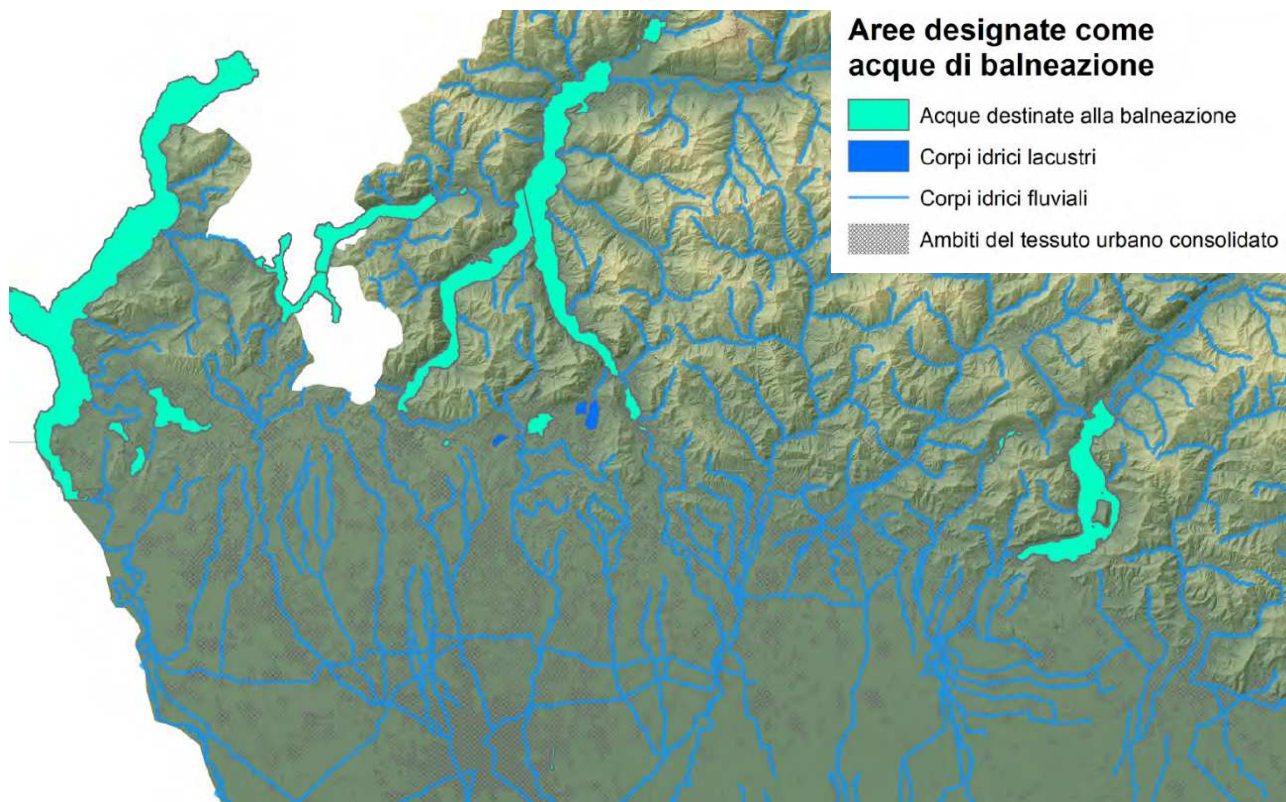 Aree designate come
acque di balneazione
Acque destinate alla balneazione
Corpi idrici lacustri
Corpi idrici fluviali
Ambiti del tessuto urbano consolidato